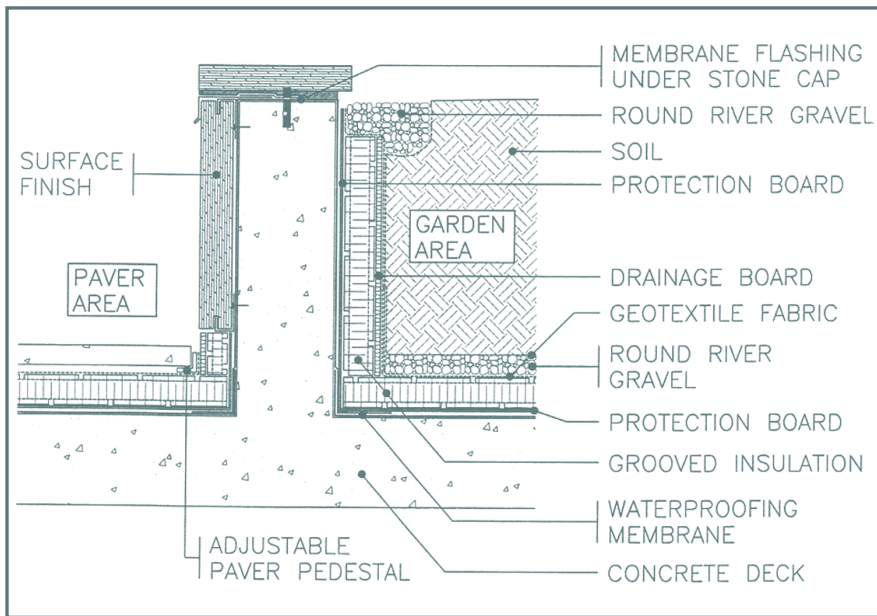 MEMBRANE FLASHING
UNDER STONE CAP
ROUND RIVER GRAVEL
SOIL
PROTECTION BOARD
SURFACE
FINISH
GARDEN
AREA
PAVER
AREA
DRAINAGE BOARD
GEOTEXTILE FABRIC
ROUND RIVER
GRAVEL
PROTECTION BOARD
GROOVED INSULATION
WATERPROOFING
MEMBRANE
ADJUSTABLE
PAVER PEDESTAL
CONCRETE DECK